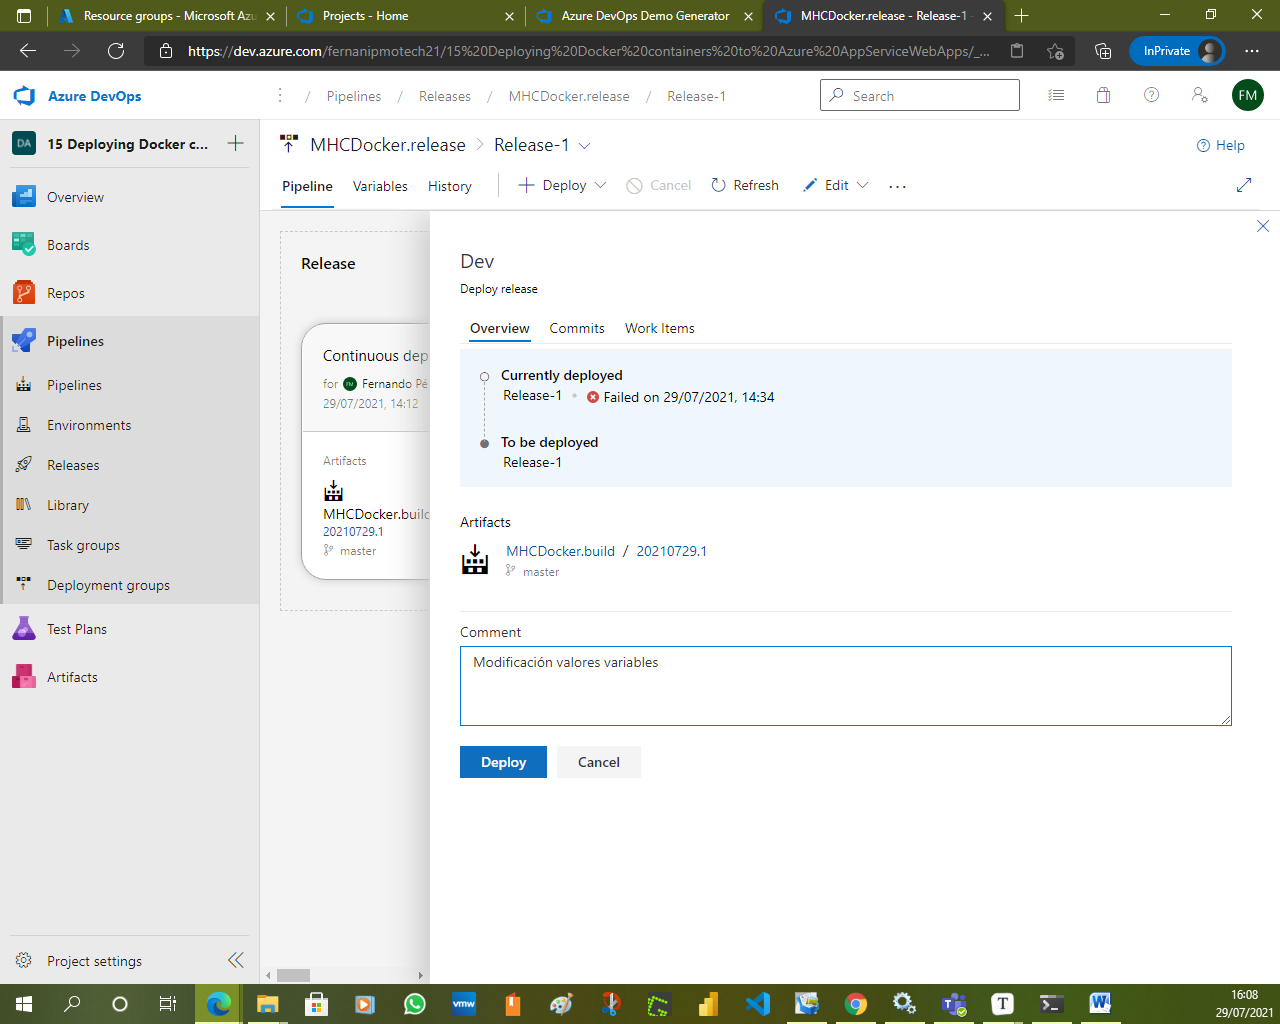 Resource groups - Microsoft Azu
Projects - Home
Azure DevOps Demo Generator
MHCDocker.release - Release-1 -
https://dev.azure.com/fernanipmotech21/15%20Deploying%20Docker%20containers%20to%20Azure%20AppServiceWebApps/_...
InPrivate
Azure DevOps
/ Pipelines / Releases / MHCDocker.release / Release-1
Search
FM
DA
15 Deploying Docker c...
MHCDocker.release
Release-1
Help
Pipeline
Variables
History
Deploy
Cancel
Refresh
Edit
Overview
Boards
Repos
Pipelines
Pipelines
Environments
Releases
Library
Task groups
Deployment groups
Test Plans
Artifacts
Project settings
Release
Continuous dep
for FM Fernando Pé
29/07/2021, 14:12
Artifacts
MHCDocker.build
20210729.1
master
Dev
Deploy release
Overview
Commits
Work Items
Currently deployed
Release-1 • Failed on 29/07/2021, 14:34
To be deployed
Release-1
Artifacts
MHCDocker.build / 20210729.1
master
Comment
Modificación valores variables
Deploy
Cancel
vmw
T
16:08
29/07/2021